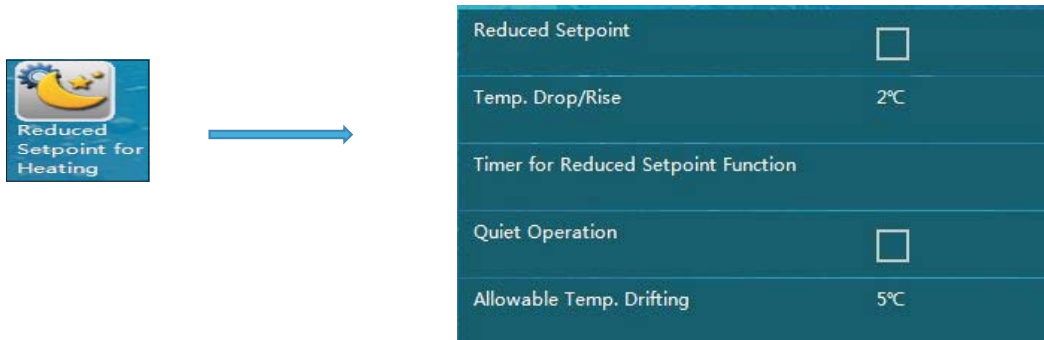 Reduced
Setpoint for
Heating
Reduced Setpoint
Temp. Drop/Rise 2℃
Timer for Reduced Setpoint Function
Quiet Operation
Allowable Temp. Drifting 5℃